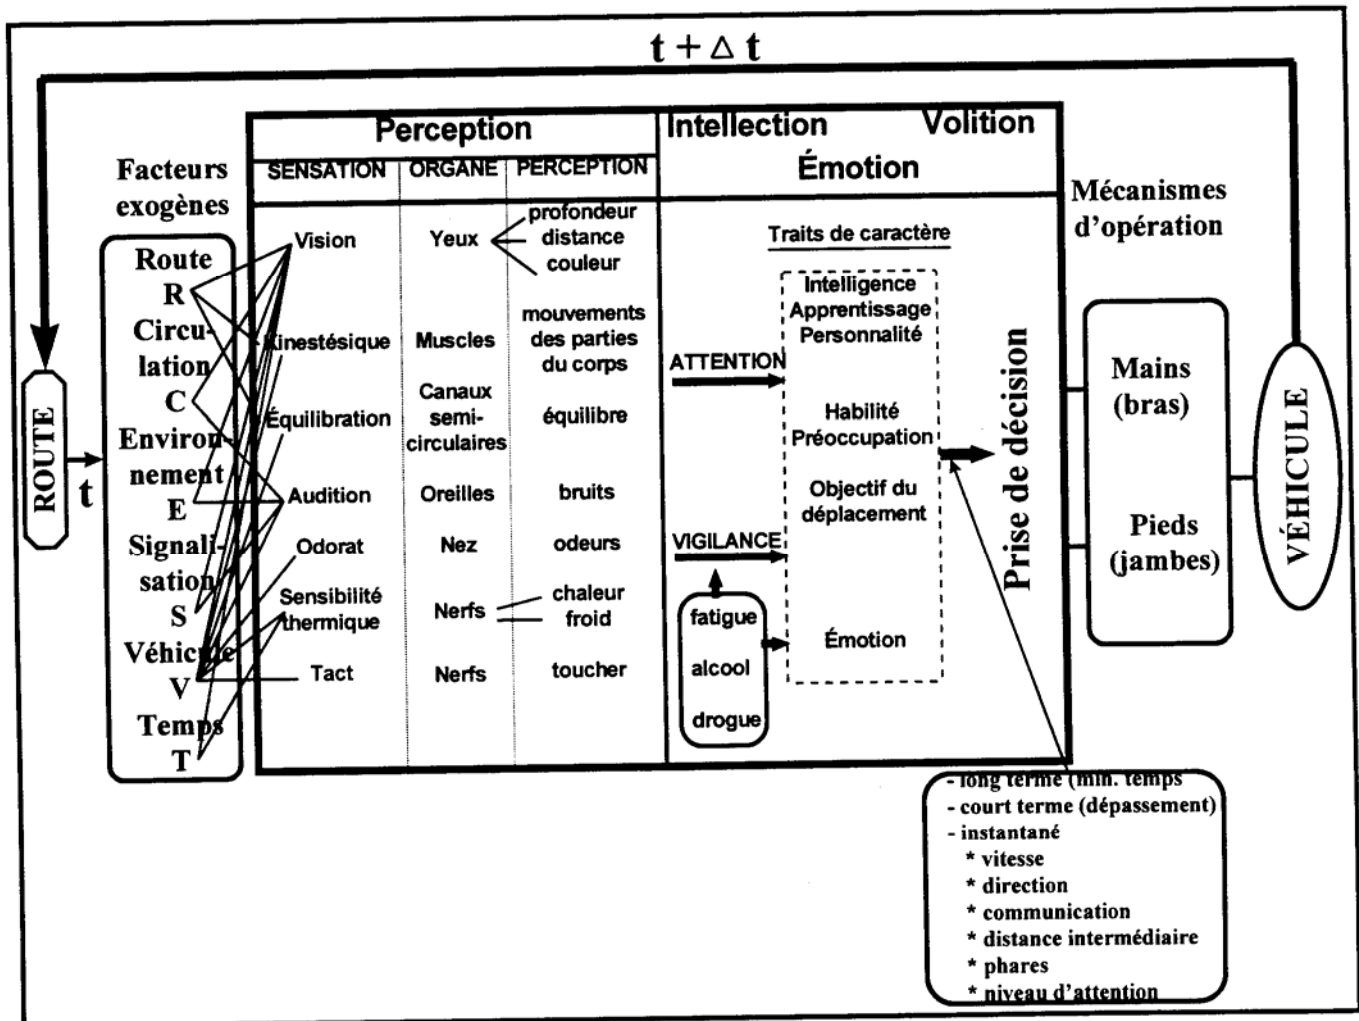 t + Δ t
Perception
Intellection
Volition
Émotion
Facteurs
exogènes
SENSATION
ORGANE
PERCEPTION
Mécanismes
d'opération
ROUTE
t
Route
R
Circu-
lation
C
Environ-
nement
E
Signali-
sation
S
Véhicule
V
Temps
T
Vision
Yeux
profondeur
distance
couleur
Kinestésique
Muscles
mouvements
des parties
du corps
Équilibration
Canaux
semi-
circulaires
équilibre
Audition
Oreilles
bruits
Odorat
Nez
odeurs
Sensibilité
thermique
Nerfs
chaleur
froid
Tact
Nerfs
toucher
ATTENTION
VIGILANCE
fatigue
alcool
drogue
Traits de caractère
Intelligence
Apprentissage
Personnalité
Habilité
Préoccupation
Objectif du
déplacement
Émotion
Prise de décision
Mains
(bras)
Pieds
(jambes)
VÉHICULE
- long terme (min. temps
- court terme (dépassement)
- instantané
* vitesse
* direction
* communication
* distance intermédiaire
* phares
* niveau d'attention